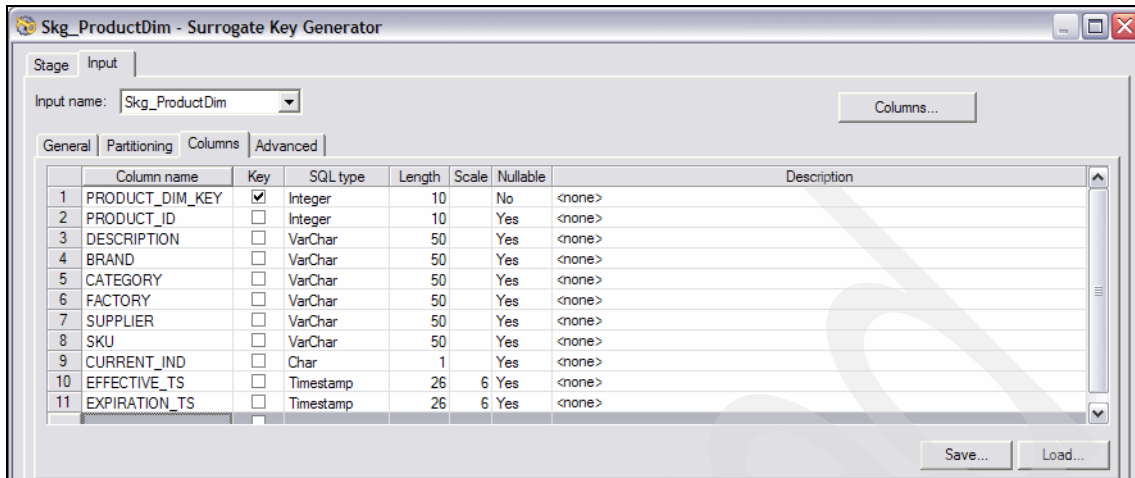 Skg_ProductDim - Surrogate Key Generator
Stage Input
Input name: Skg_ProductDim Columns...
General Partitioning Columns Advanced
Column name Key SQL type Length Scale Nullable Description
1 PRODUCT_DIM_KEY Integer 10 No <none>
2 PRODUCT_ID Integer 10 Yes <none>
3 DESCRIPTION VarChar 50 Yes <none>
4 BRAND VarChar 50 Yes <none>
5 CATEGORY VarChar 50 Yes <none>
6 FACTORY VarChar 50 Yes <none>
7 SUPPLIER VarChar 50 Yes <none>
8 SKU VarChar 50 Yes <none>
9 CURRENT_IND Char 1 Yes <none>
10 EFFECTIVE_TS Timestamp 26 6 Yes <none>
11 EXPIRATION_TS Timestamp 26 6 Yes <none>
Save... Load...